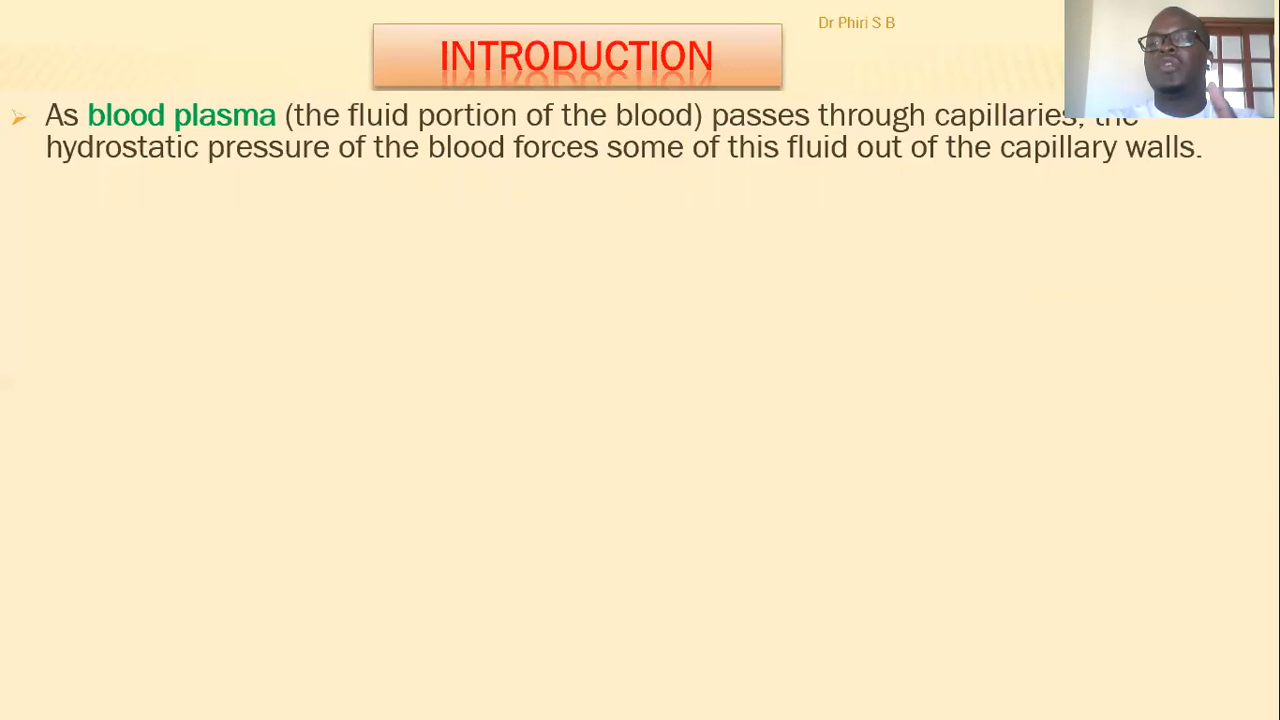 Dr Phiri S B
INTRODUCTION
As blood plasma (the fluid portion of the blood) passes through capillaries, the
hydrostatic pressure of the blood forces some of this fluid out of the capillary walls.